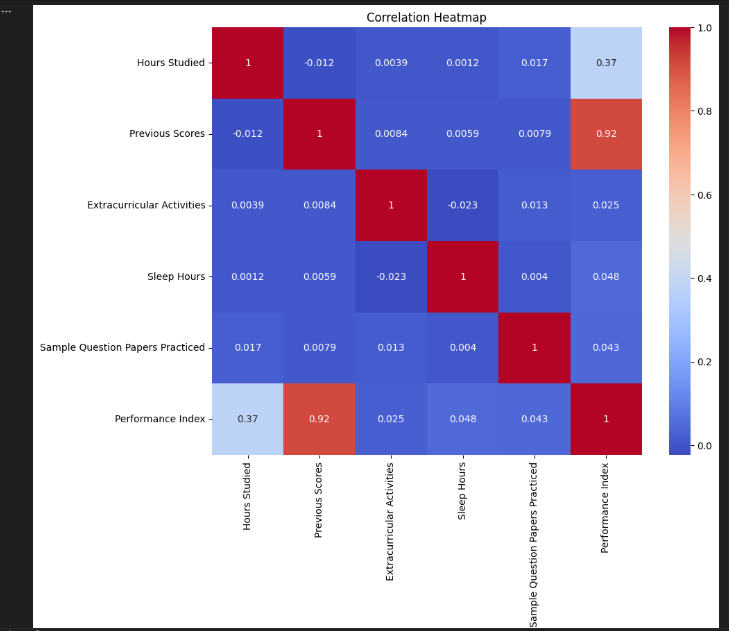 ...
Correlation Heatmap
Hours Studied 1 -0.012 0.0039 0.0012 0.017 0.37
Previous Scores -0.012 1 0.0084 0.0059 0.0079 0.92
Extracurricular Activities 0.0039 0.0084 1 -0.023 0.013 0.025
Sleep Hours 0.0012 0.0059 -0.023 1 0.004 0.048
Sample Question Papers Practiced 0.017 0.0079 0.013 0.004 1 0.043
Performance Index 0.37 0.92 0.025 0.048 0.043 1
Hours Studied
Previous Scores
Extracurricular Activities
Sleep Hours
Sample Question Papers Practiced
Performance Index
1.0
0.8
0.6
0.4
0.2
0.0